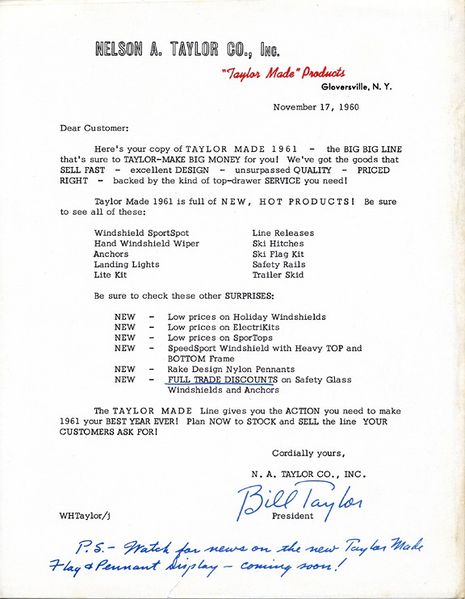 NELSON A. TAYLOR CO., INC.
"Taylor Made" Products
Gloversville, N. Y.
November 17, 1960
Dear Customer:
Here's your copy of TAYLOR MADE 1961 - the BIG BIG LINE
that's sure to TAYLOR-MAKE BIG MONEY for you! We've got the goods that
SELL FAST - excellent DESIGN - unsurpassed QUALITY - PRICED
RIGHT - backed by the kind of top-drawer SERVICE you need!
Taylor Made 1961 is full of NEW, HOT PRODUCTS! Be sure
to see all of these:
Windshield SportSpot
Hand Windshield Wiper
Anchors
Landing Lights
Lite Kit
Line Releases
Ski Hitches
Ski Flag Kit
Safety Rails
Trailer Skid
Be sure to check these other SURPRISES:
NEW - Low prices on Holiday Windshields
NEW - Low prices on ElectriKits
NEW - Low prices on SporTops
NEW - SpeedSport Windshield with Heavy TOP and
BOTTOM Frame
NEW - Rake Design Nylon Pennants
NEW - FULL TRADE DISCOUNTS on Safety Glass
Windshields and Anchors
The TAYLOR MADE Line gives you the ACTION you need to make
1961 your BEST YEAR EVER! Plan NOW to STOCK and SELL the line YOUR
CUSTOMERS ASK FOR!
Cordially yours,
N. A. TAYLOR CO., INC.
Bill Taylor
WHTaylor/j
President
P.S. - Watch for news on the new Taylor Made
Flag & Pennant Display - coming soon!